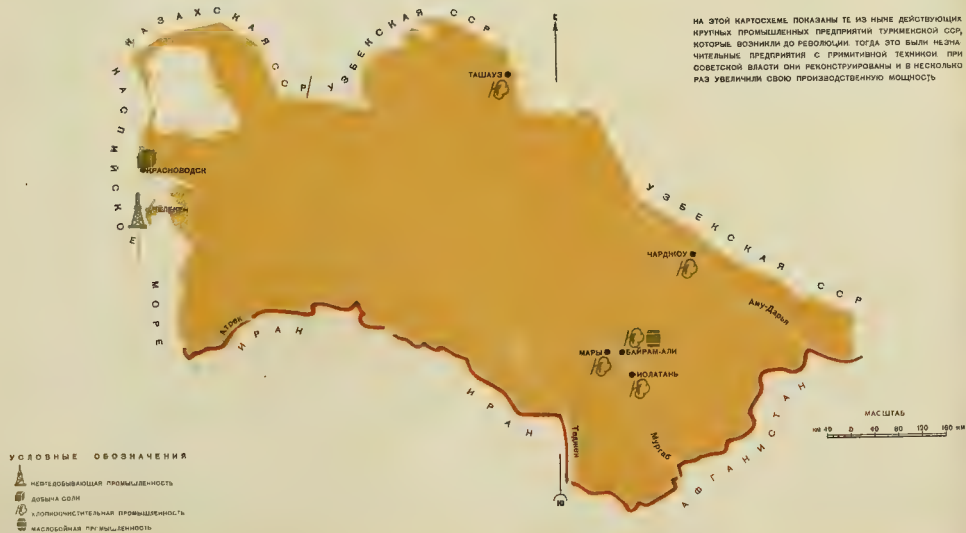 НА ЭТОЙ КАРТОСХЕМЕ ПОКАЗАНЫ ТЕ ИЗ НЫНЕ ДЕЙСТВУЮЩИХ
КРУПНЫХ ПРОМЫШЛЕННЫХ ПРЕДПРИЯТИЙ ТУРКМЕНСКОЙ ССР,
КОТОРЫЕ ВОЗНИКЛИ ДО РЕВОЛЮЦИИ. ТОГДА ЭТО БЫЛИ НЕЗНА-
ЧИТЕЛЬНЫЕ ПРЕДПРИЯТИЯ С ПРИМИТИВНОЙ ТЕХНИКОЙ. ПРИ
СОВЕТСКОЙ ВЛАСТИ ОНИ РЕКОНСТРУИРОВАНЫ И В НЕСКОЛЬКО
РАЗ УВЕЛИЧИЛИ СВОЮ ПРОИЗВОДСТВЕННУЮ МОЩНОСТЬ
КАЗАХСКАЯ ССР
УЗБЕКСКАЯ ССР
С
ТАШАУЗ
КАСПИЙСКОЕ МОРЕ
КРАСНОВОДСК
ЧЕЛЕКЕН
УЗБЕКСКАЯ ССР
ЧАРДЖОУ
Аму-Дарья
Атрек
ИРАН
МАРЫ
БАЙРАМ-АЛИ
ИОЛАТАНЬ
ИРАН
Теджен
Мургаб
АФГАНИСТАН
Ю
МАСШТАБ
КМ 40 0 40 80 120 160 КМ
УСЛОВНЫЕ ОБОЗНАЧЕНИЯ
НЕФТЕДОБЫВАЮЩАЯ ПРОМЫШЛЕННОСТЬ
ДОБЫЧА СОЛИ
ХЛОПКООЧИСТИТЕЛЬНАЯ ПРОМЫШЛЕННОСТЬ
МАСЛОБОЙНАЯ ПРОМЫШЛЕННОСТЬ